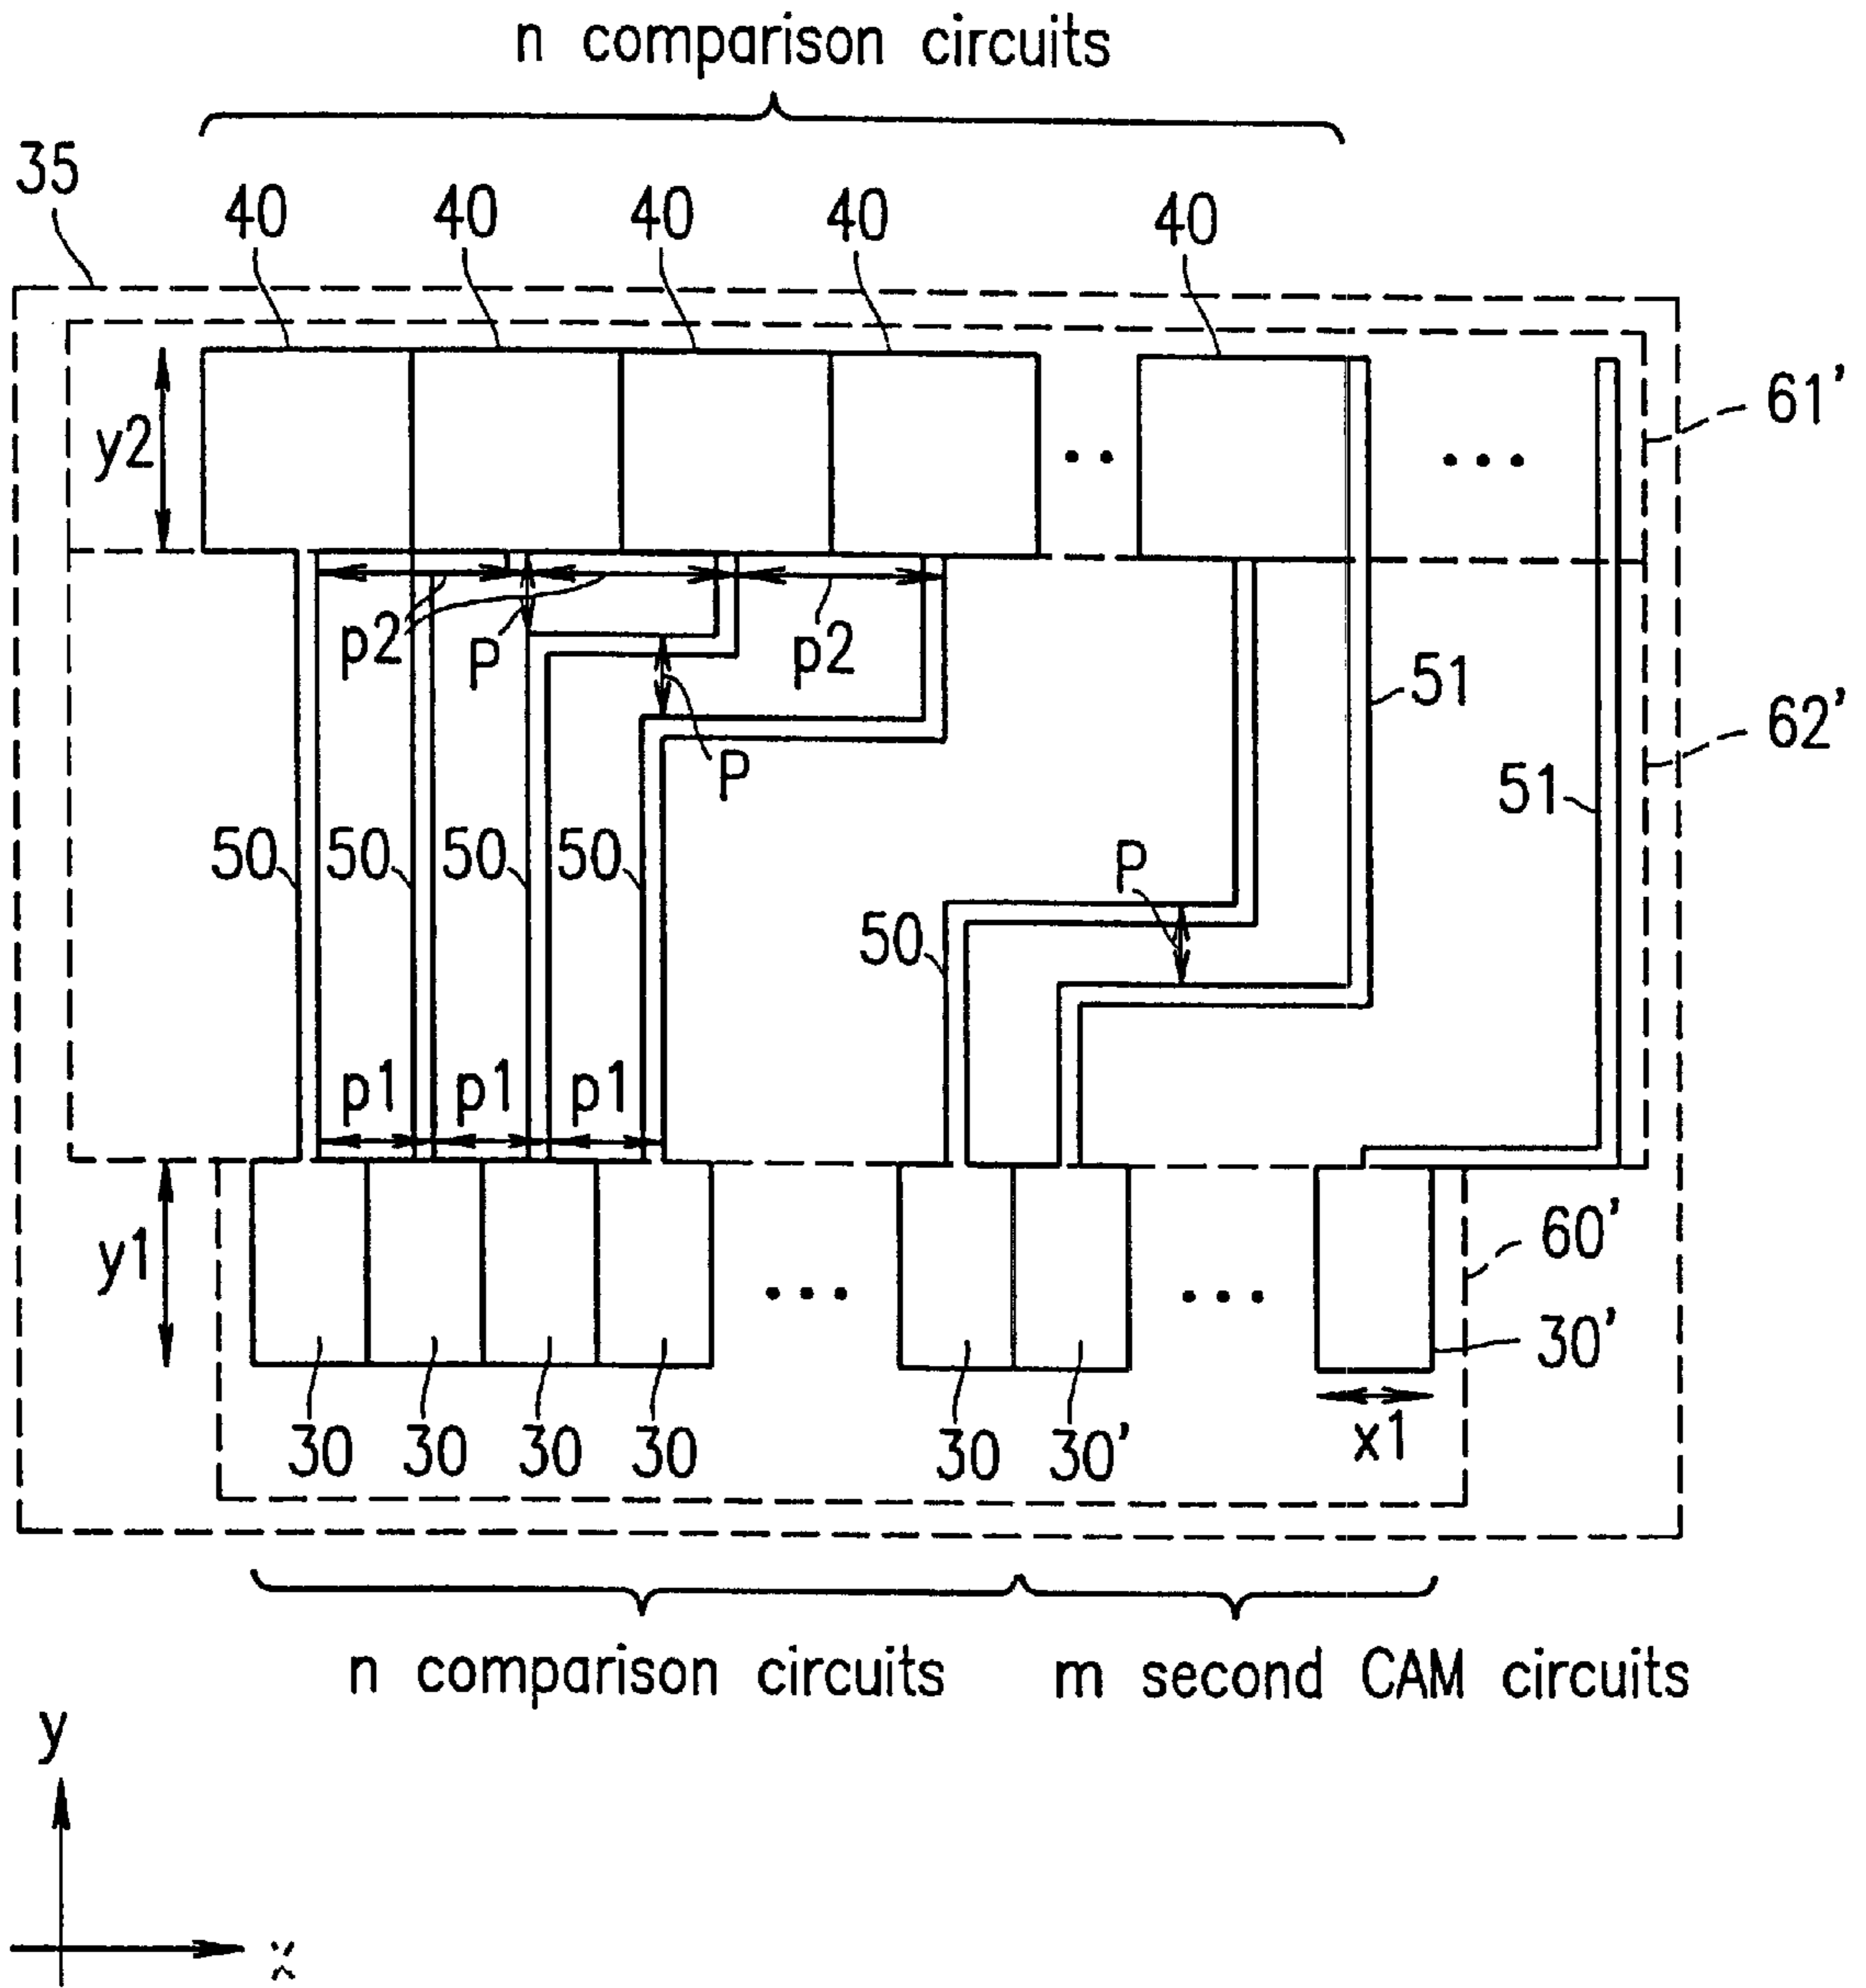 n comparison circuits
35
40 40 40 40 40
61'
y2
p2 P p2
51
62'
P
51
50 50 50 50
P
50
p1 p1 p1
60'
y1
30'
30 30 30 30 30 30'
x1
n comparison circuits m second CAM circuits
y
x